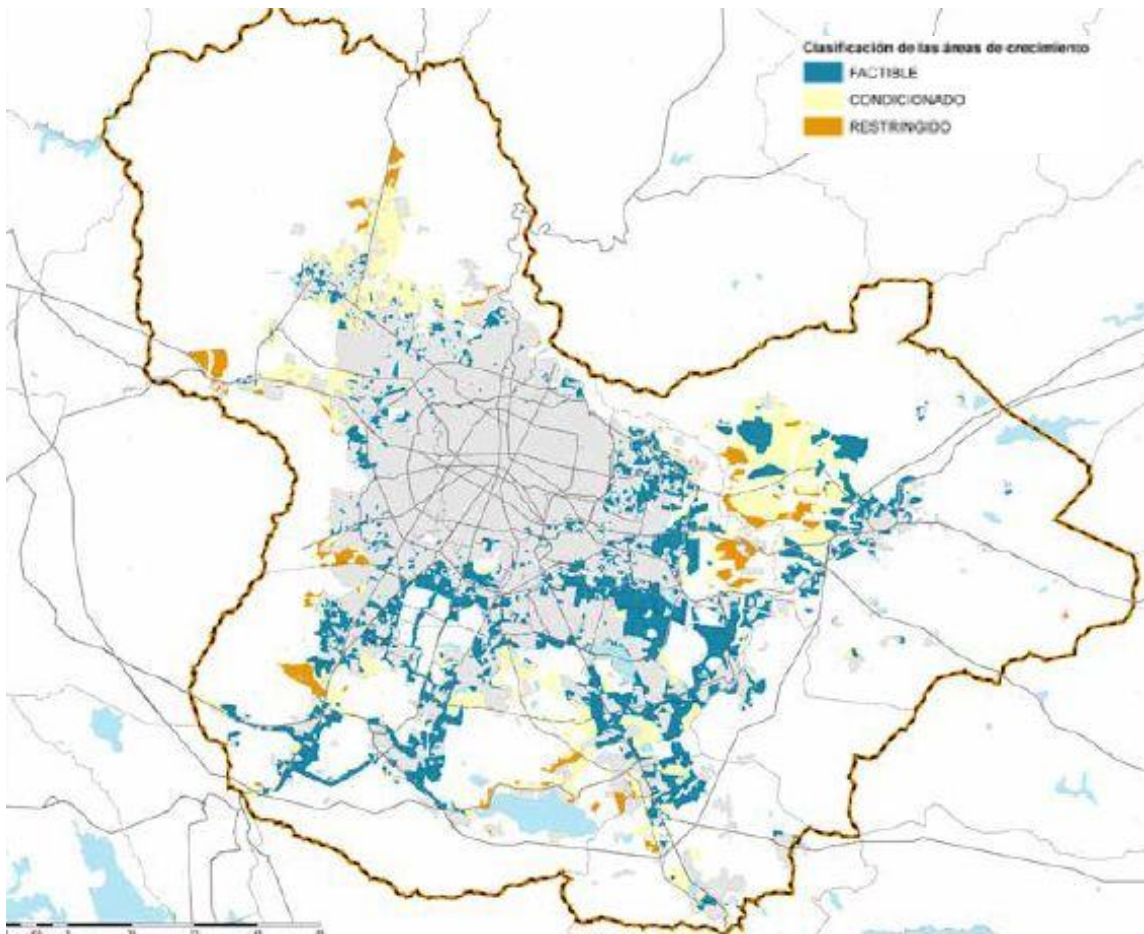 Clasificación de las áreas de crecimiento
FACTIBLE
CONDICIONADO
RESTRINGIDO